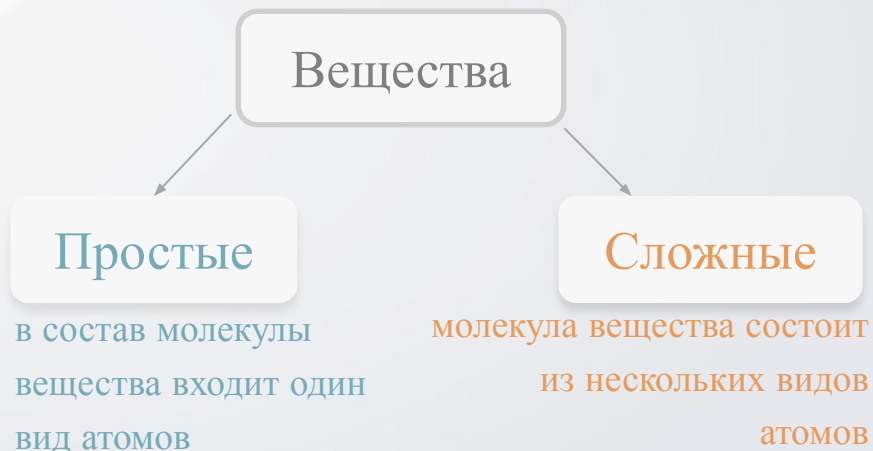 Вещества
Простые
Сложные
в состав молекулы
вещества входит один
вид атомов
молекула вещества состоит
из нескольких видов
атомов